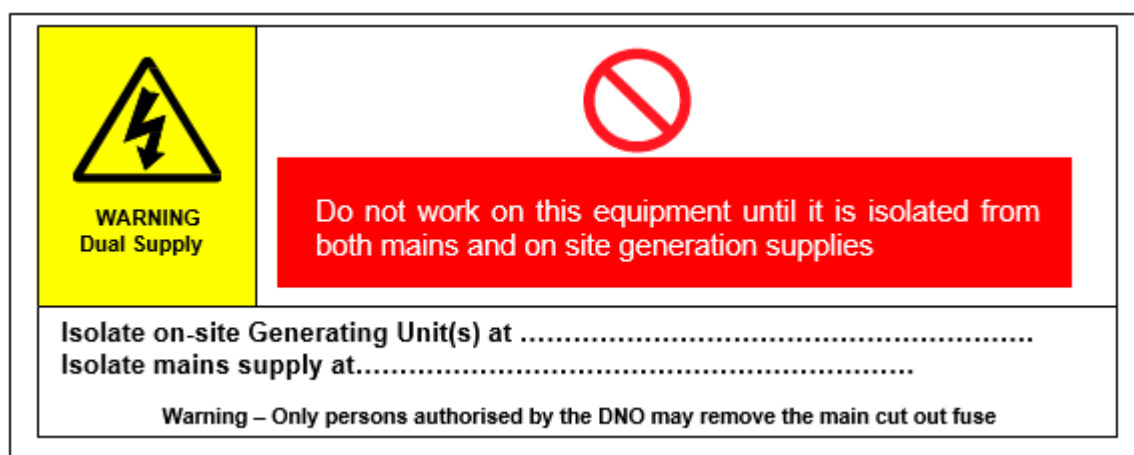 WARNING
Dual Supply
Do not work on this equipment until it is isolated from
both mains and on site generation supplies
Isolate on-site Generating Unit(s) at ………………………………………………….
Isolate mains supply at………………………………………………………
Warning – Only persons authorised by the DNO may remove the main cut out fuse